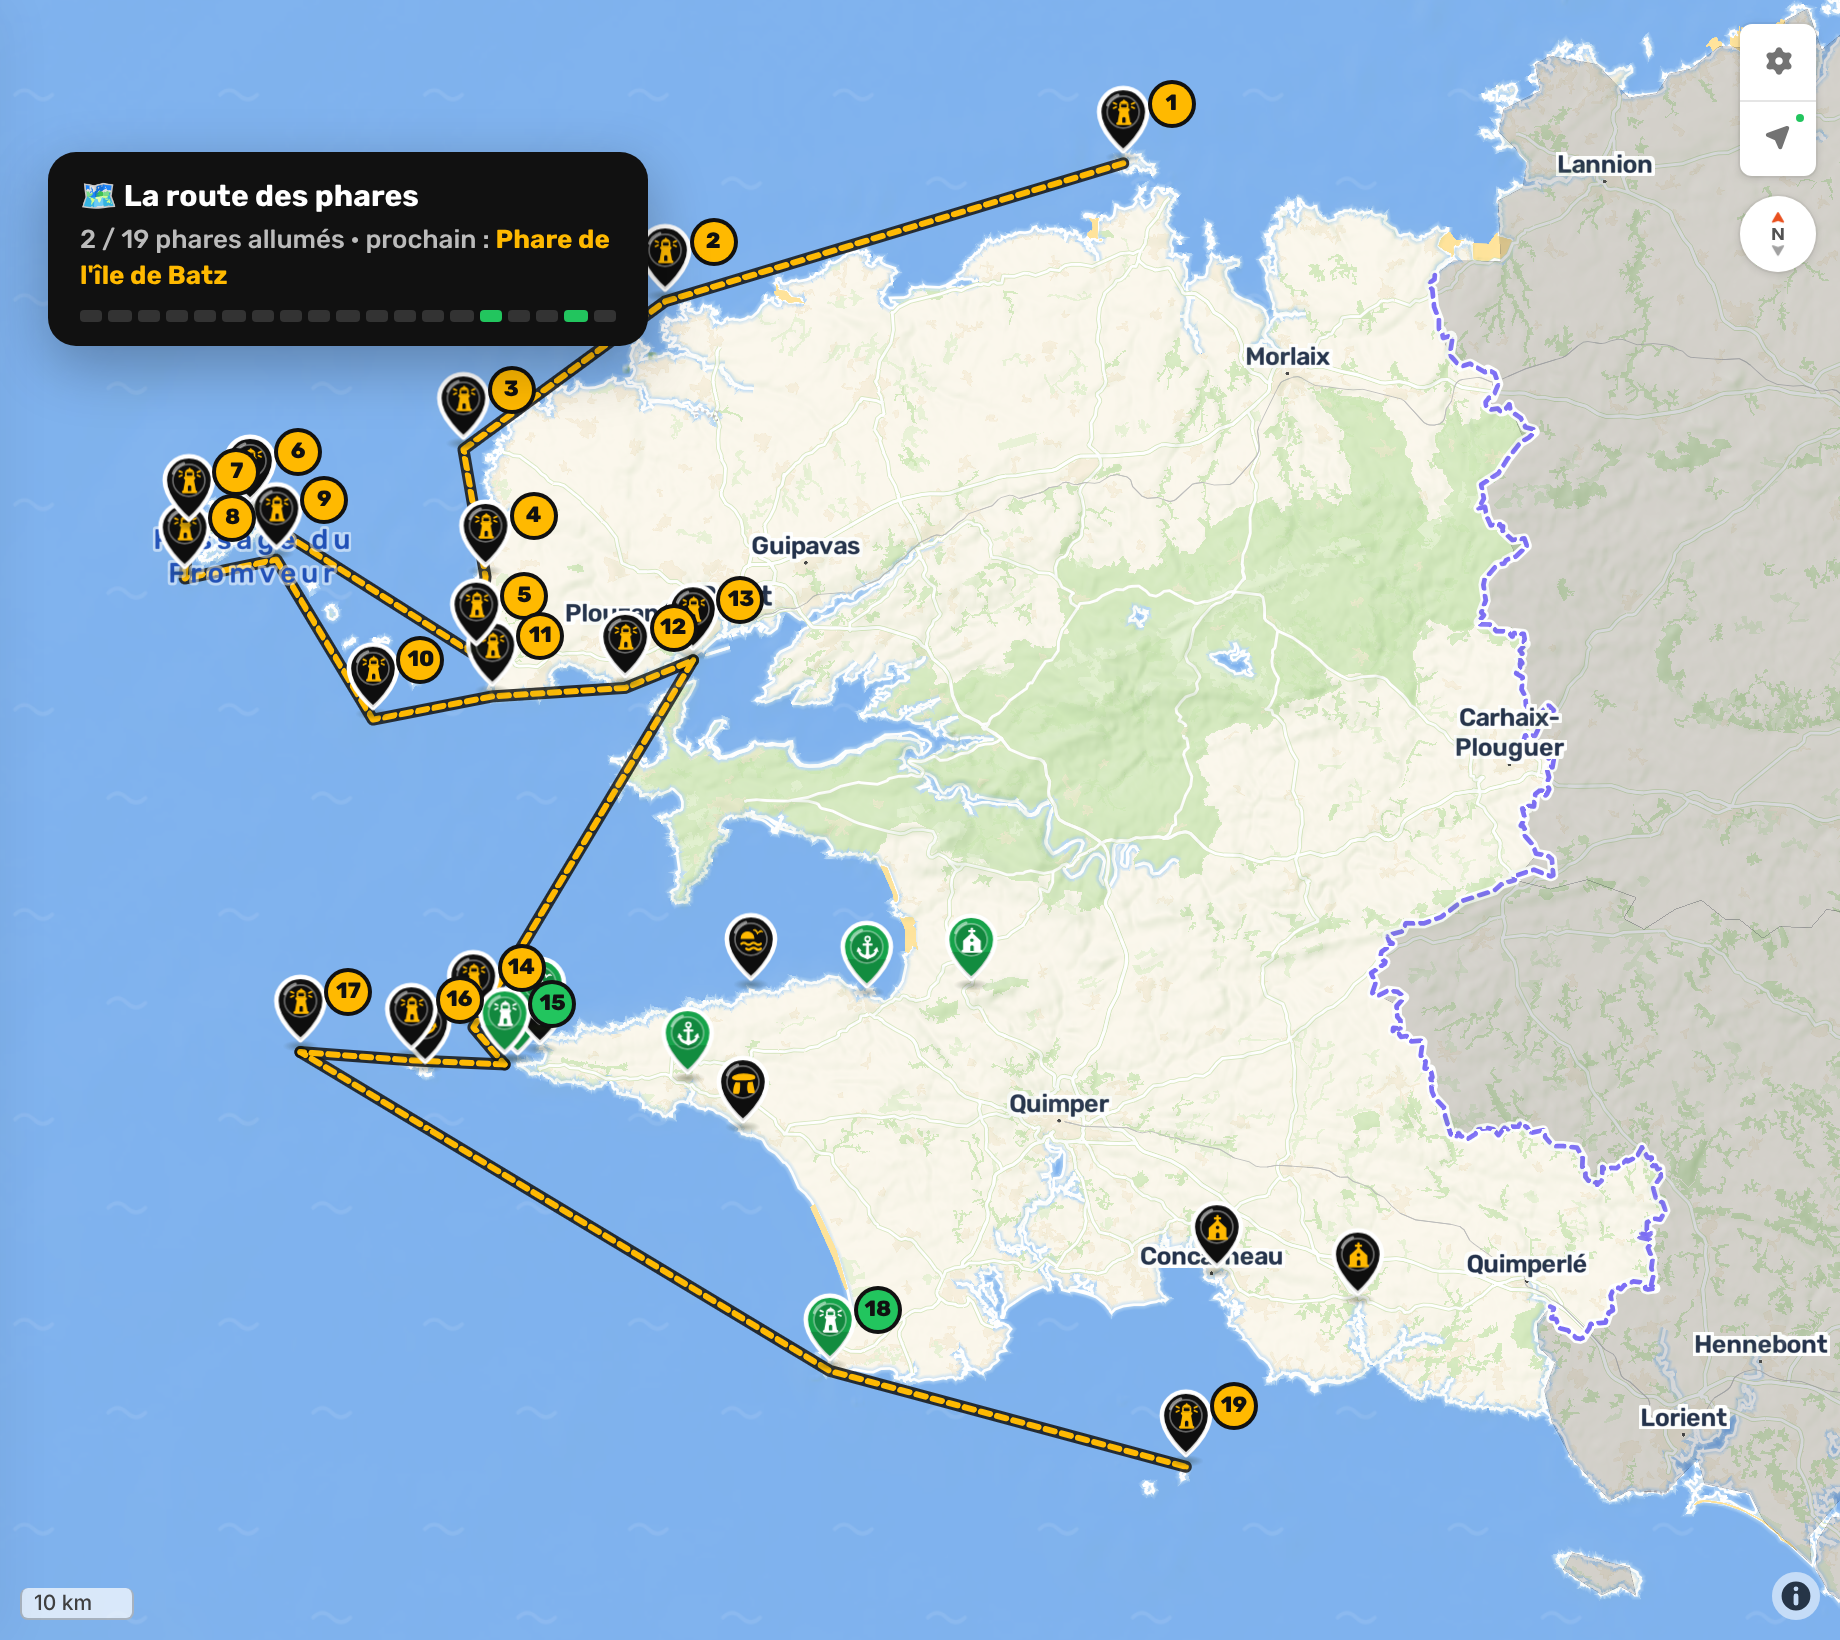 1
Lannion
🗺️ La route des phares
2 / 19 phares allumés • prochain : Phare de
l'île de Batz
2
N
Morlaix
3
6
7
9
8
4
du
Fromveur
Guipavas
5
13
12
11
10
Carhaix-
Plouguer
14
17
16
15
Quimper
Quimperlé
18
Hennebont
19
Lorient
10 km